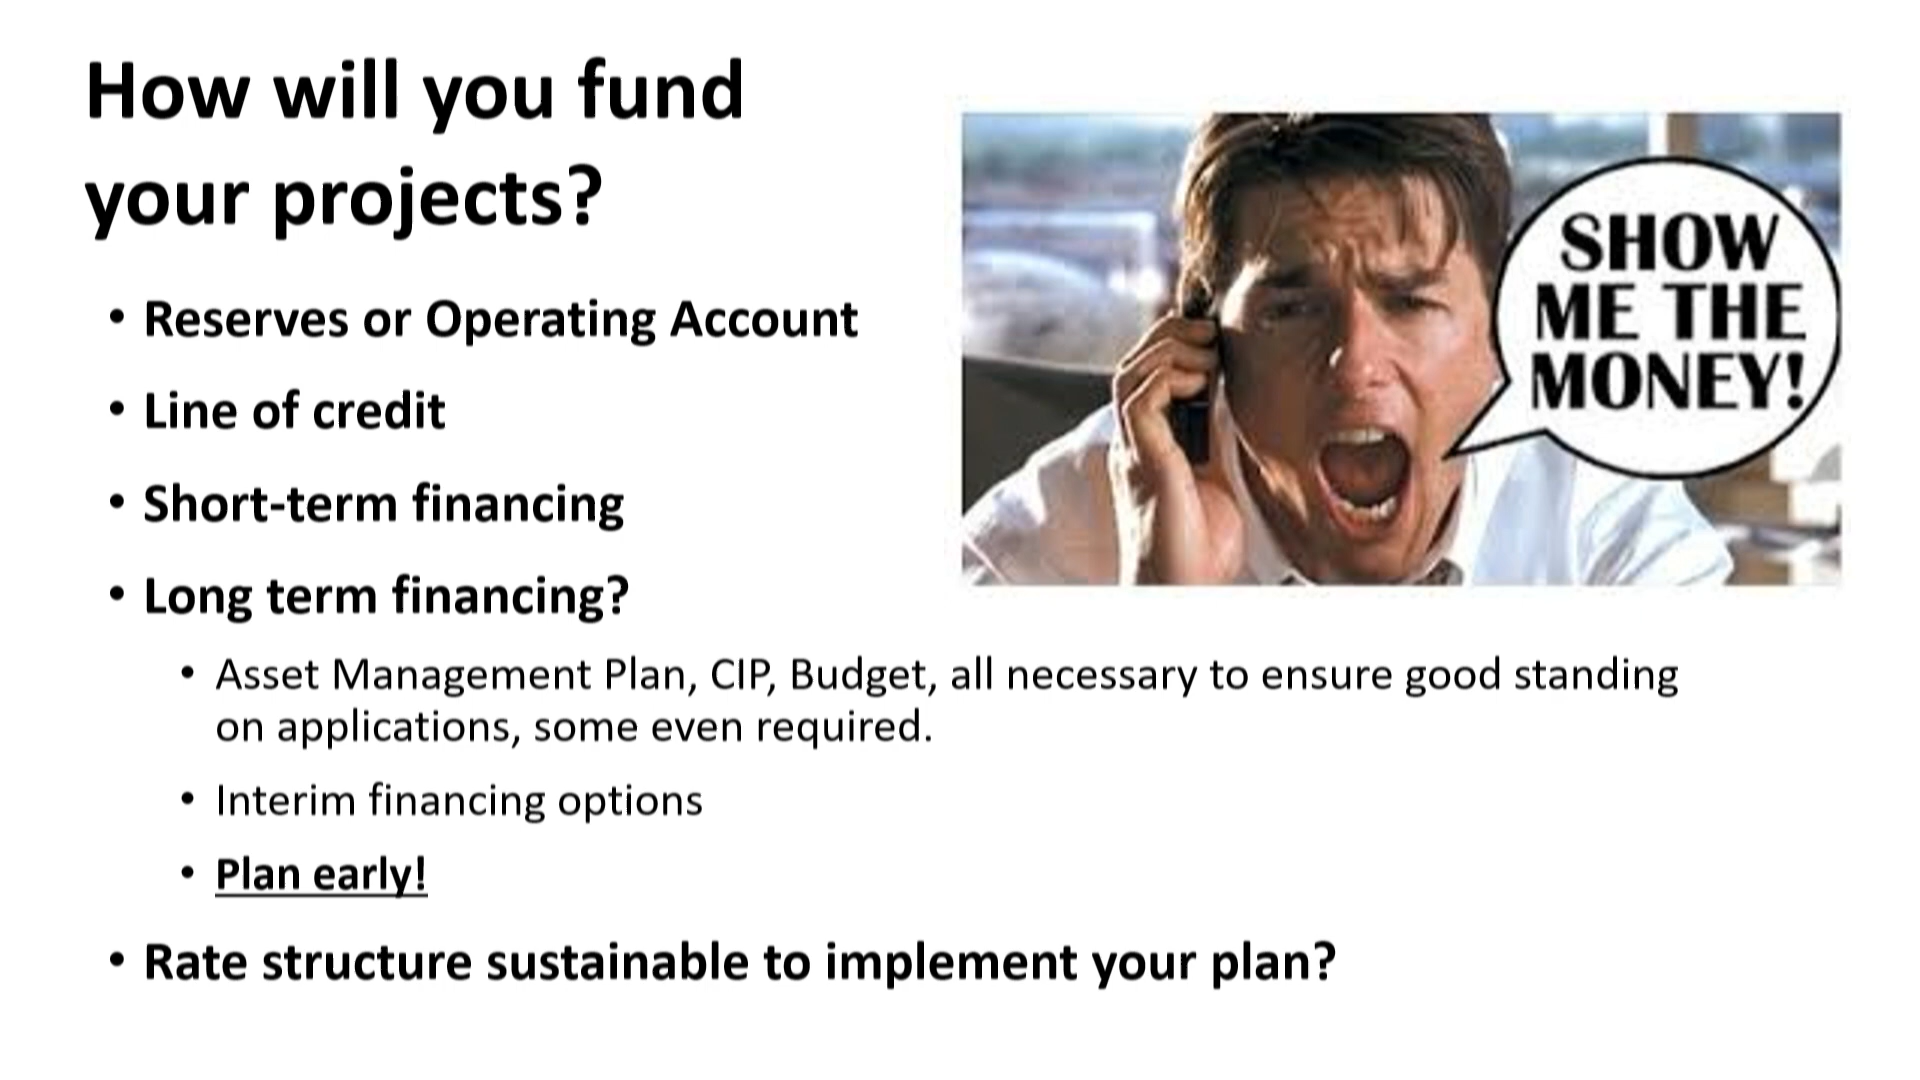 How will you fund
your projects?
• Reserves or Operating Account
• Line of credit
• Short-term financing
• Long term financing?
• Asset Management Plan, CIP, Budget, all necessary to ensure good standing
on applications, some even required.
• Interim financing options
• Plan early!
• Rate structure sustainable to implement your plan?
SHOW
ME THE
MONEY!